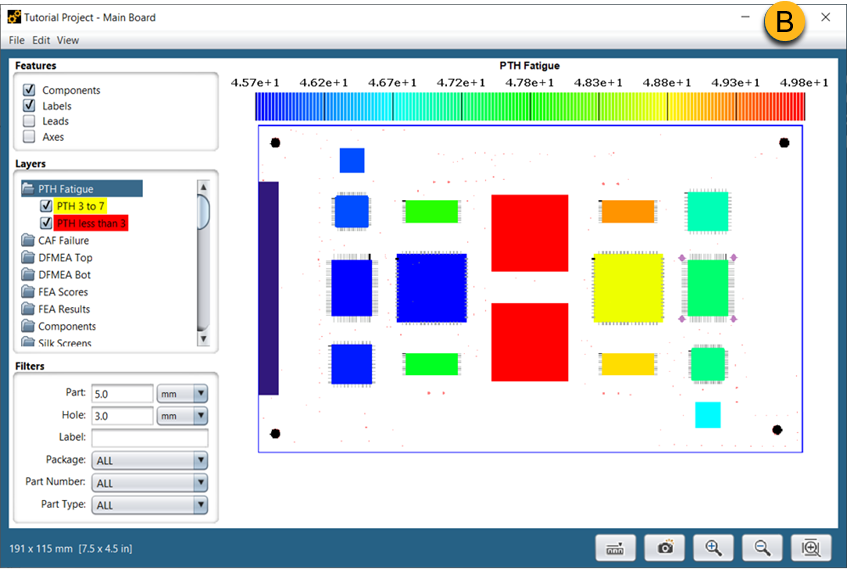 Tutorial Project - Main Board
B
File Edit View
Features
Components
Labels
Leads
Axes
Layers
PTH Fatigue
PTH 3 to 7
PTH less than 3
CAF Failure
DFMEA Top
DFMEA Bot
FEA Scores
FEA Results
Components
Silk Screens
Filters
Part: 5.0 mm
Hole: 3.0 mm
Label:
Package: ALL
Part Number: ALL
Part Type: ALL
PTH Fatigue
4.57e+1 4.62e+1 4.67e+1 4.72e+1 4.78e+1 4.83e+1 4.88e+1 4.93e+1 4.98e+1
191 x 115 mm [7.5 x 4.5 in]